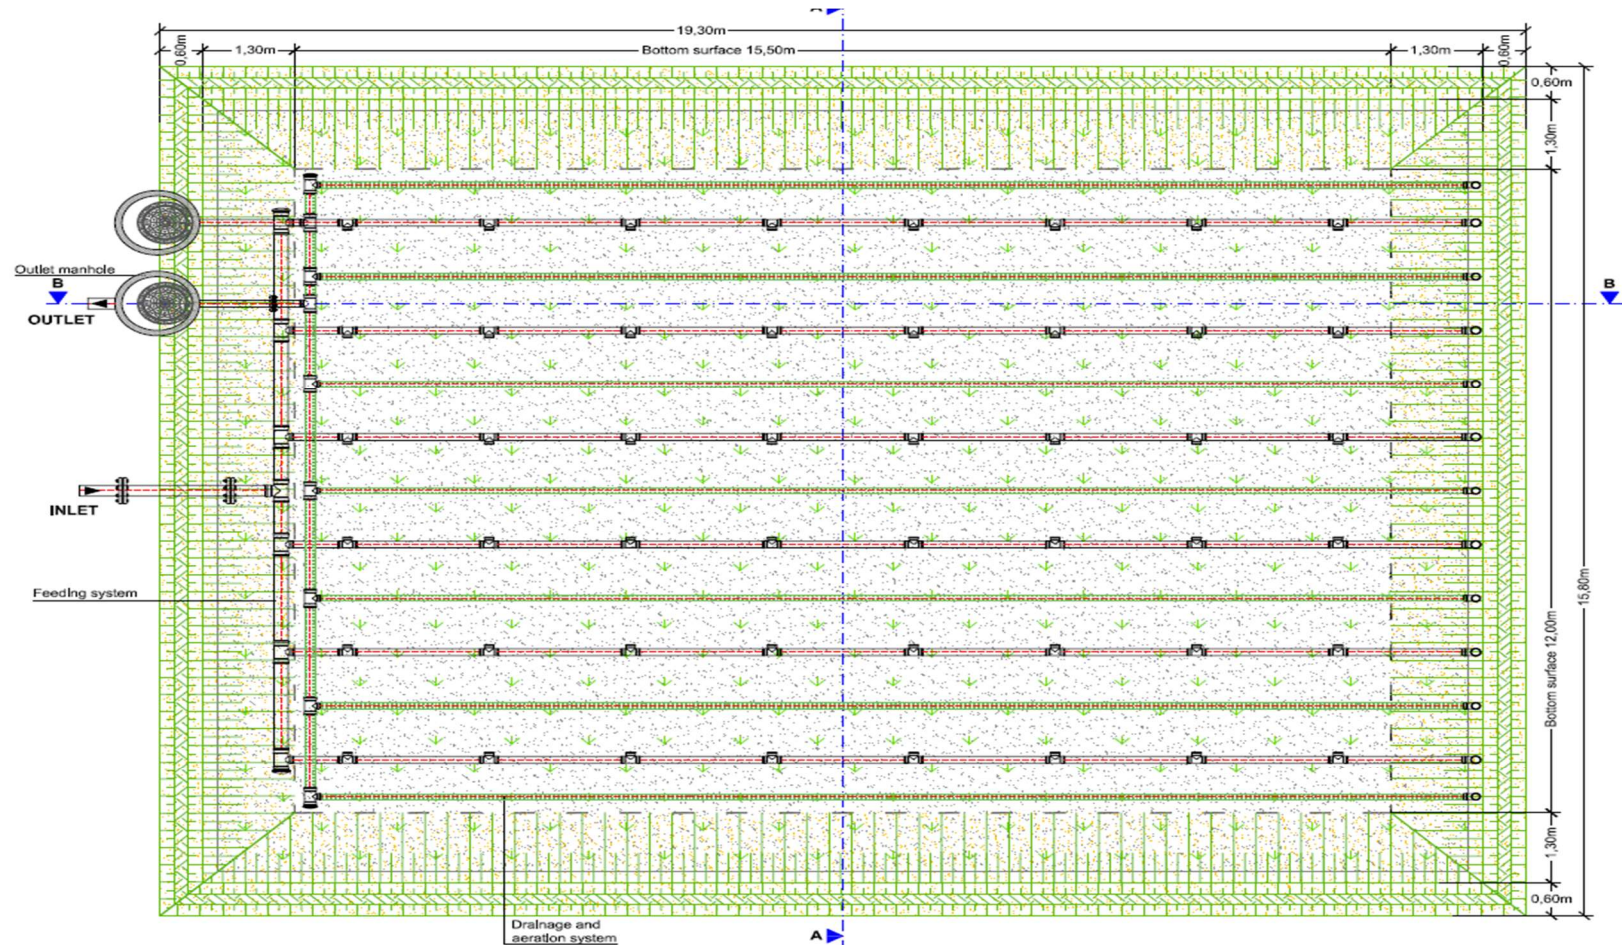 A
19,30m
0,60m
1,30m
Bottom surface 15,50m
1,30m
0,60m
0,60m
1,30m
Outlet manhole
B
B
OUTLET
INLET
Feeding system
15,80m
Bottom surface 12,00m
1,30m
0,60m
Drainage and
aeration system
A